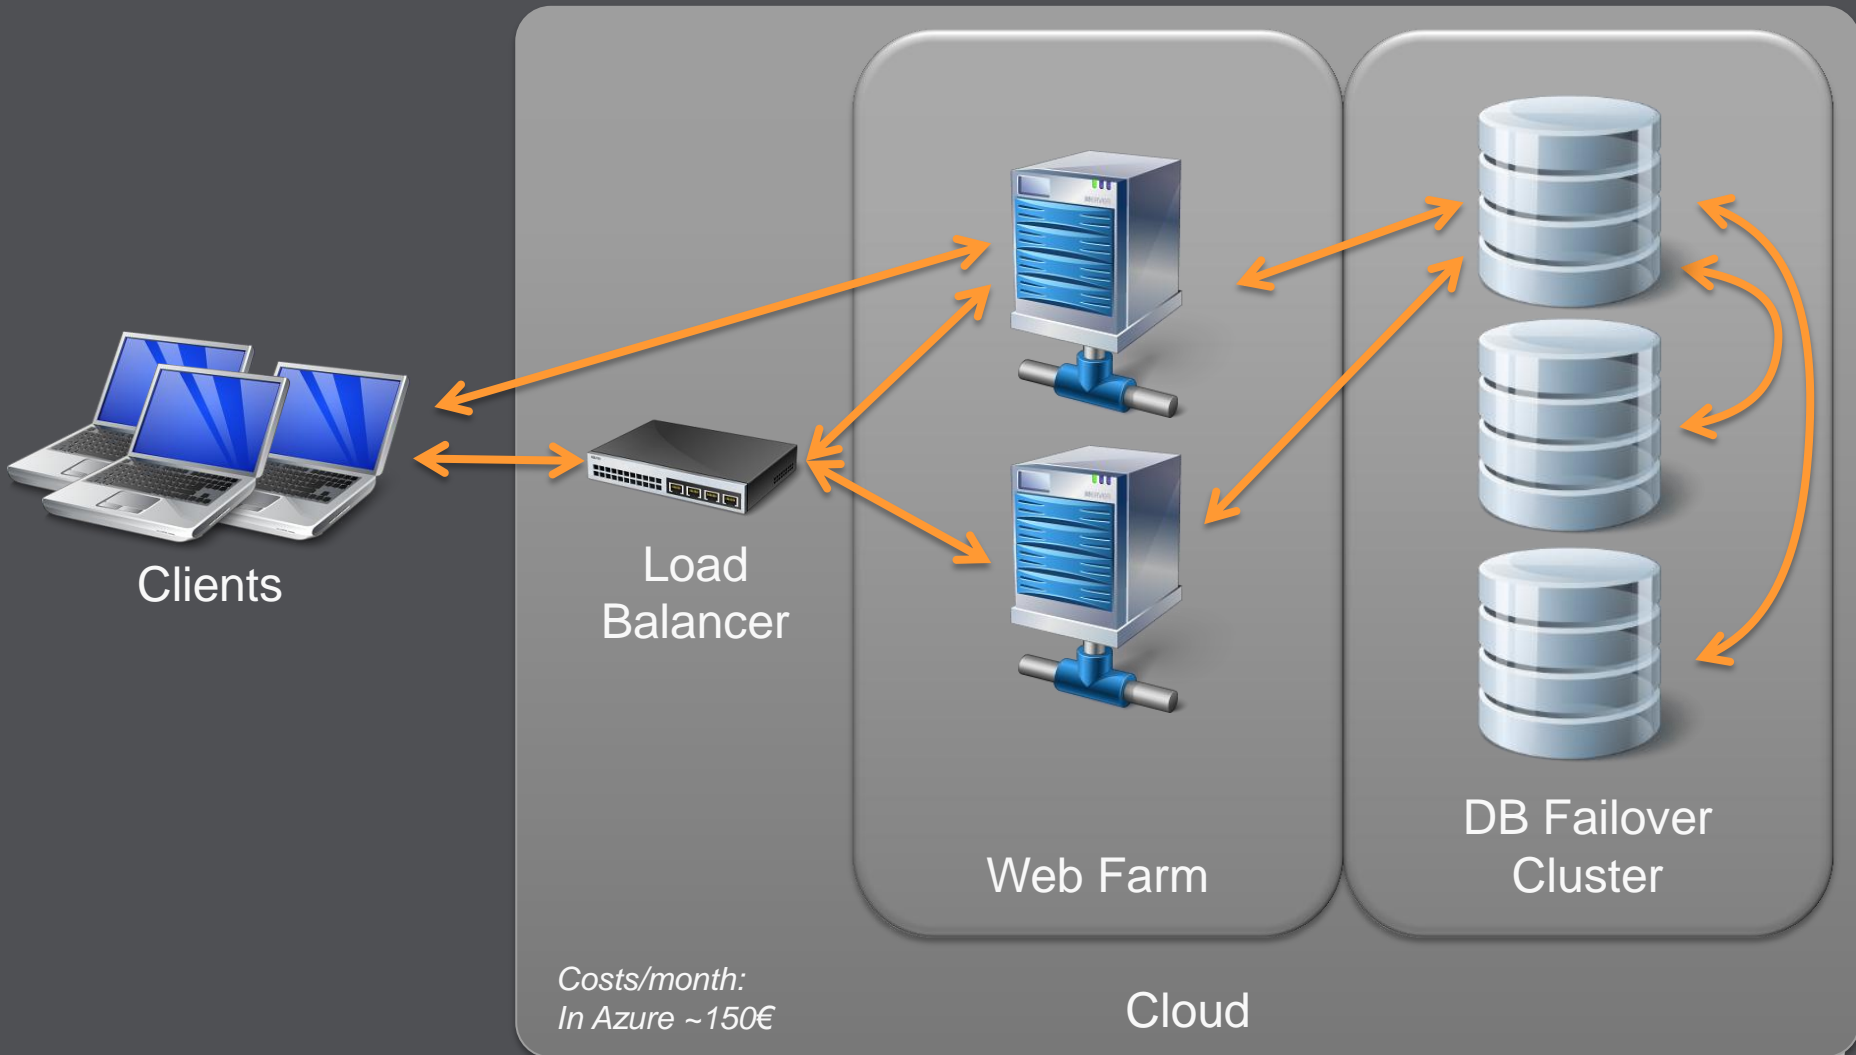 Clients
Load
Balancer
Web Farm
DB Failover
Cluster
Costs/month:
In Azure ~150€
Cloud